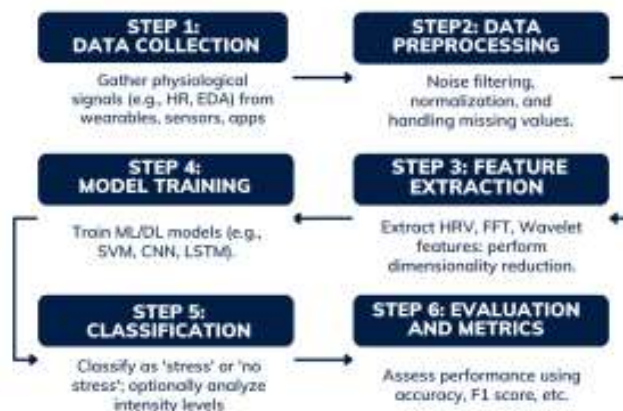 STEP 1:
DATA COLLECTION
Gather physiological
signals (e.g., HR, EDA) from
wearables, sensors, apps
STEP2: DATA
PREPROCESSING
Noise filtering,
normalization, and
handling missing values.
STEP 3: FEATURE
EXTRACTION
Extract HRV, FFT, Wavelet
features: perform
dimensionality reduction.
STEP 4:
MODEL TRAINING
Train ML/DL models (e.g.,
SVM, CNN, LSTM).
STEP 5:
CLASSIFICATION
Classify as 'stress' or 'no
stress'; optionally analyze
intensity levels
STEP 6: EVALUATION
AND METRICS
Assess performance using
accuracy, F1 score, etc.